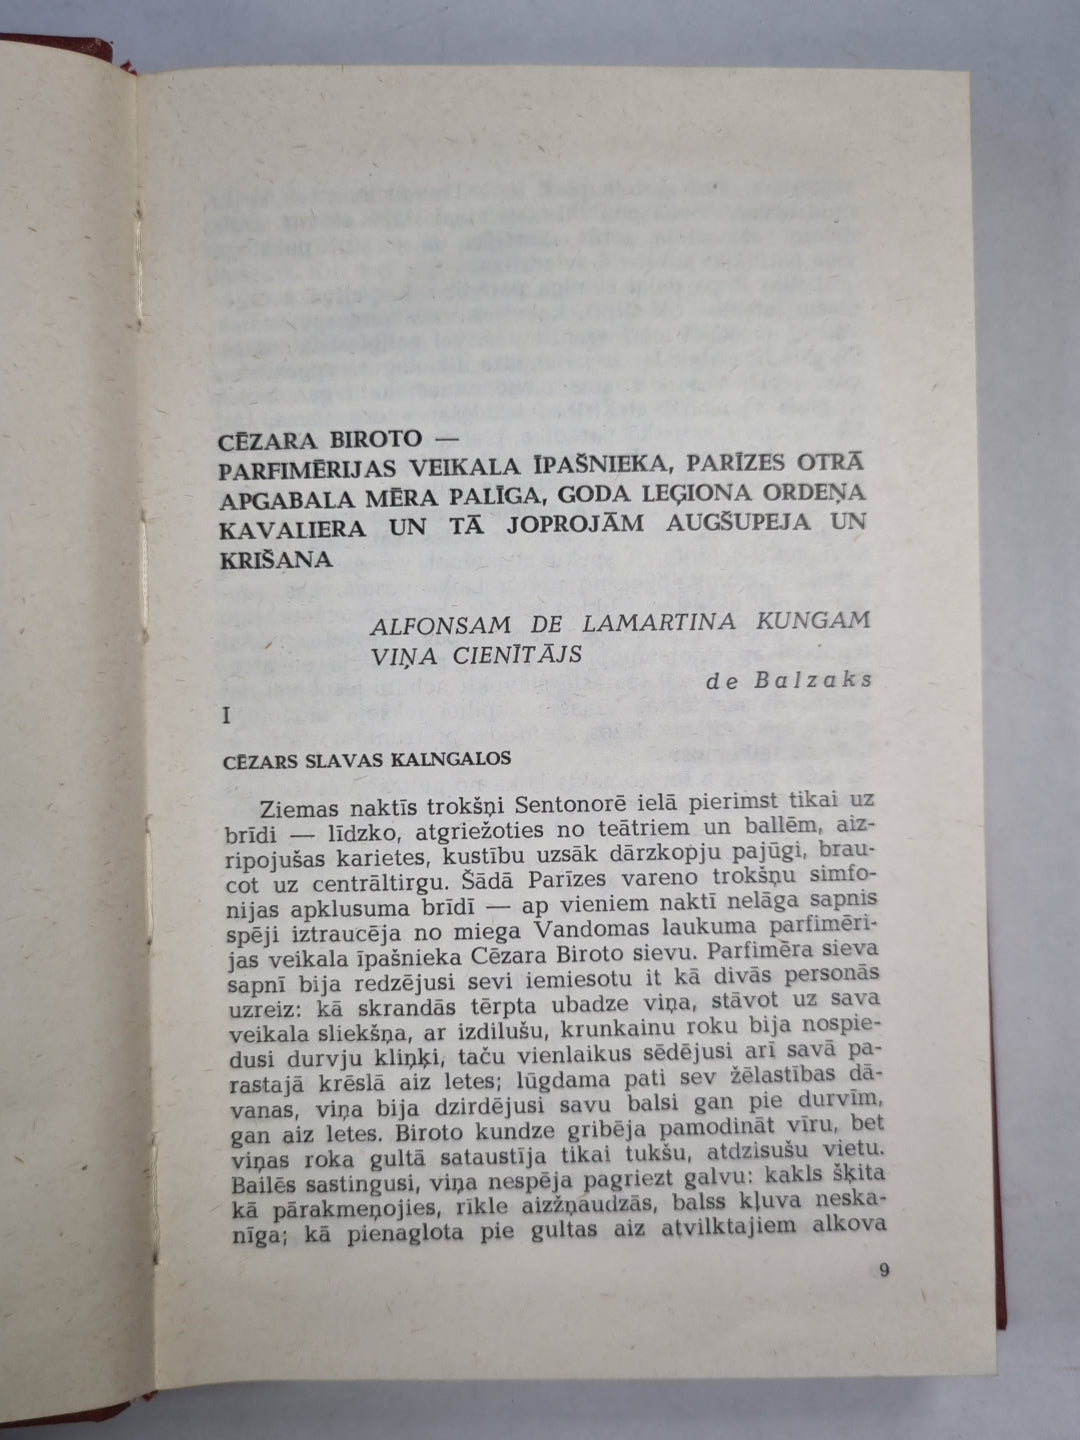 CĒZARA BIROTO —
PARFIMĒRIJAS VEIKALA ĪPAŠNIEKA, PARĪZES OTRĀ
APGABALA MĒRA PALĪGA, GODA LEĢIONA ORDEŅA
KAVALIERA UN TĀ JOPROJĀM AUGŠUPEJA UN
KRIŠANA
ALFONSAM DE LAMARTINA KUNGAM
VIŅA CIENĪTĀJS
de Balzaks
I
CĒZARS SLAVAS KALNGALOS
Ziemas naktīs trokšņi Sentonorē ielā pierimst tikai uz
brīdi — līdzko, atgriežoties no teātriem un ballēm, aiz-
ripojušas karietes, kustību uzsāk dārzkopju pajūgi, brau-
cot uz centrāltirgu. Šādā Parīzes vareno trokšņu simfo-
nijas apklusuma brīdī — ap vieniem naktī nelāga sapnis
spēji iztraucēja no miega Vandomas laukuma parfimēri-
jas veikala īpašnieka Cēzara Biroto sievu. Parfimēra sieva
sapnī bija redzējusi sevi iemiesotu it kā divās personās
uzreiz: kā skrandās tērpta ubadze viņa, stāvot uz sava
veikala sliekšņa, ar izdilušu, krunkainu roku bija nospie-
dusi durvju kliņķi, taču vienlaikus sēdējusi arī savā pa-
rastajā krēslā aiz letes; lūgdama pati sev žēlastības dā-
vanas, viņa bija dzirdējusi savu balsi gan pie durvīm,
gan aiz letes. Biroto kundze gribēja pamodināt vīru, bet
viņas roka gultā sataustīja tikai tukšu, atdzisušu vietu.
Bailēs sastingusi, viņa nespēja pagriezt galvu: kakls šķita
kā pārakmeņojies, rīkle aizžņaudzās, balss kļuva neska-
nīga; kā pienaglota pie gultas aiz atvilktajiem alkova
9